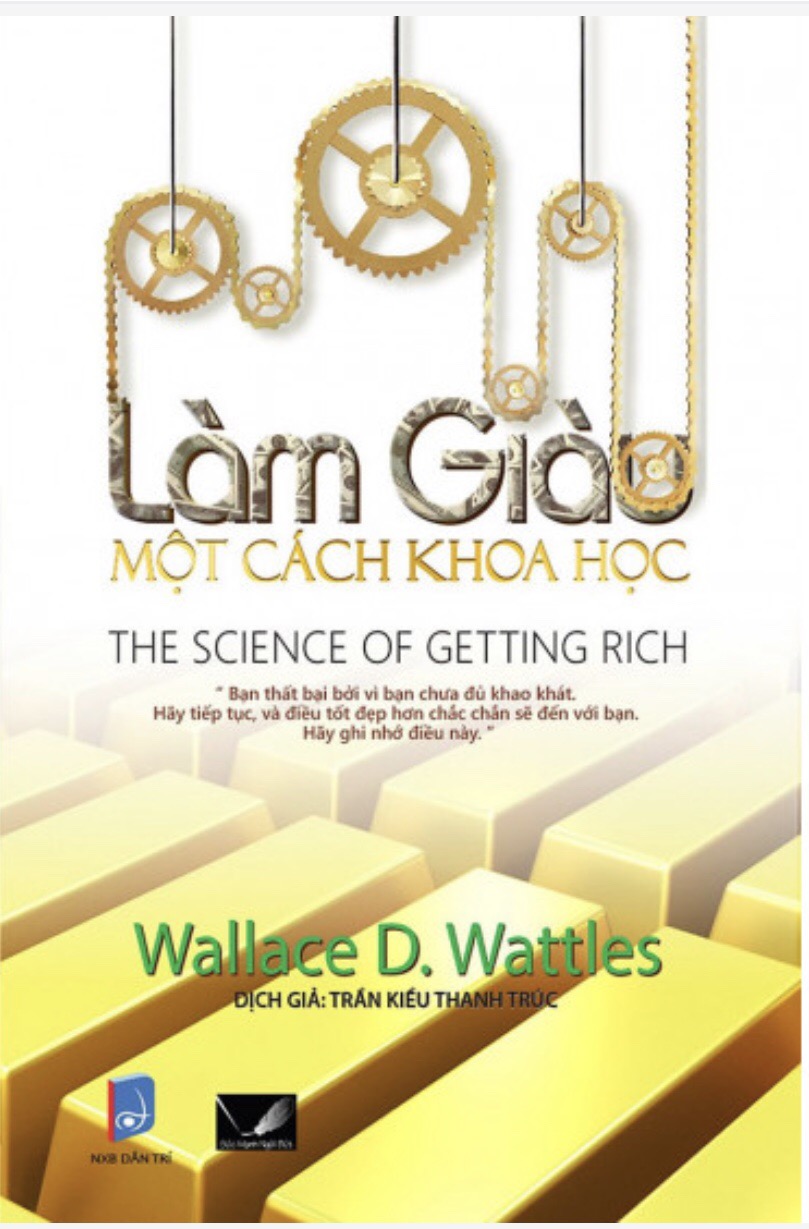 Làm Giàu
MỘT CÁCH KHOA HỌC
THE SCIENCE OF GETTING RICH
“ Bạn thất bại bởi vì bạn chưa đủ khao khát.
Hãy tiếp tục, và điều tốt đẹp hơn chắc chắn sẽ đến với bạn.
Hãy ghi nhớ điều này. ”
Wallace D. Wattles
DỊCH GIẢ: TRẦN KIỀU THANH TRÚC
NXB DÂN TRÍ